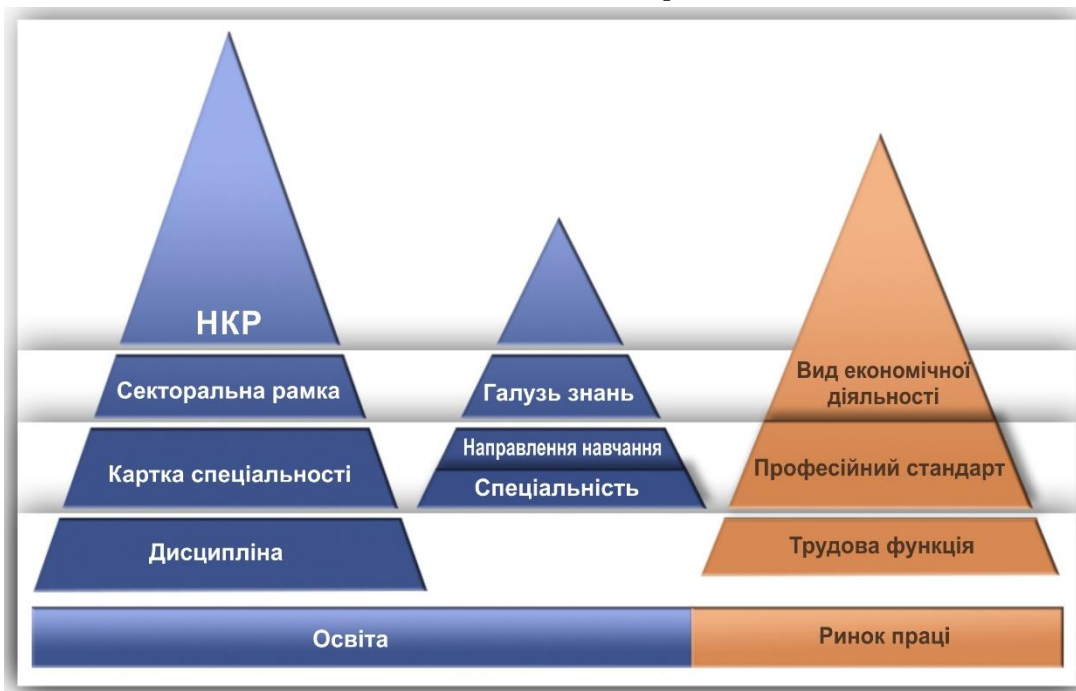 НКР
Секторальна рамка
Картка спеціальності
Дисципліна
Галузь знань
Направлення навчання
Спеціальність
Вид економічної
діяльності
Професійний стандарт
Трудова функція
Освіта
Ринок праці